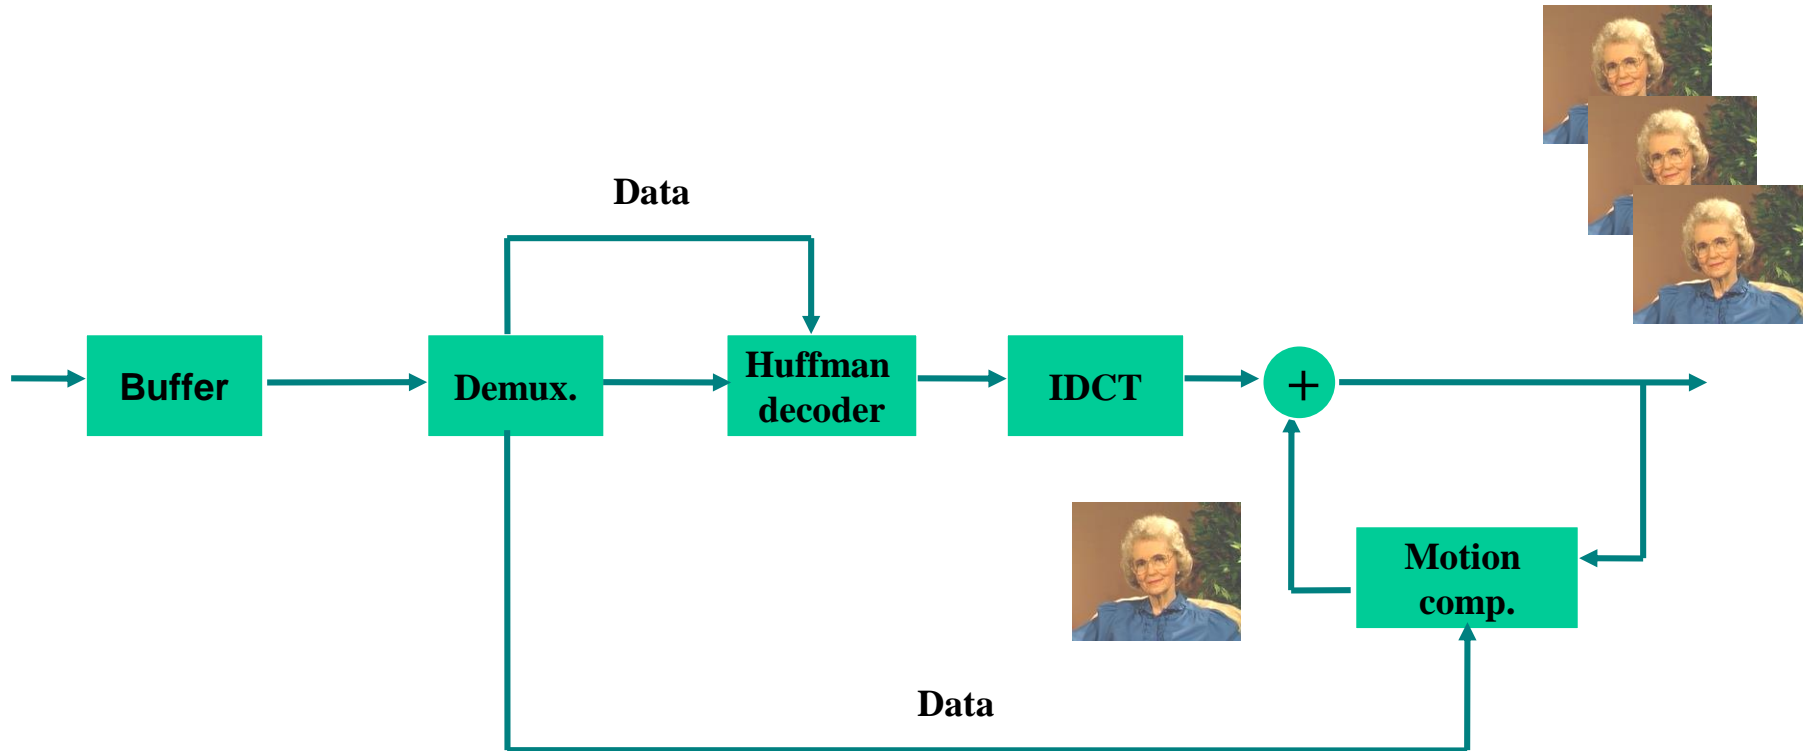 Data
Buffer
Demux.
Huffman
decoder
IDCT
+
Motion
comp.
Data